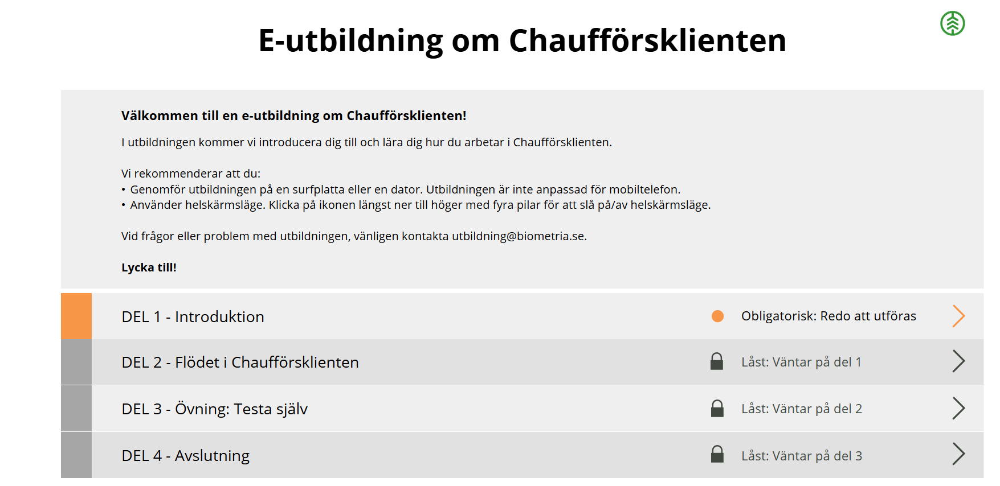 E-utbildning om Chaufförsklienten
Välkommen till en e-utbildning om Chaufförsklienten!
I utbildningen kommer vi introducera dig till och lära dig hur du arbetar i Chaufförsklienten.
Vi rekommenderar att du:
• Genomför utbildningen på en surfplatta eller en dator. Utbildningen är inte anpassad för mobiltelefon.
• Använder helskärmsläge. Klicka på ikonen längst ner till höger med fyra pilar för att slå på/av helskärmsläge.
Vid frågor eller problem med utbildningen, vänligen kontakta utbildning@biometria.se.
Lycka till!
DEL 1 - Introduktion Obligatorisk: Redo att utföras
DEL 2 - Flödet i Chaufförsklienten Låst: Väntar på del 1
DEL 3 - Övning: Testa själv Låst: Väntar på del 2
DEL 4 - Avslutning Låst: Väntar på del 3